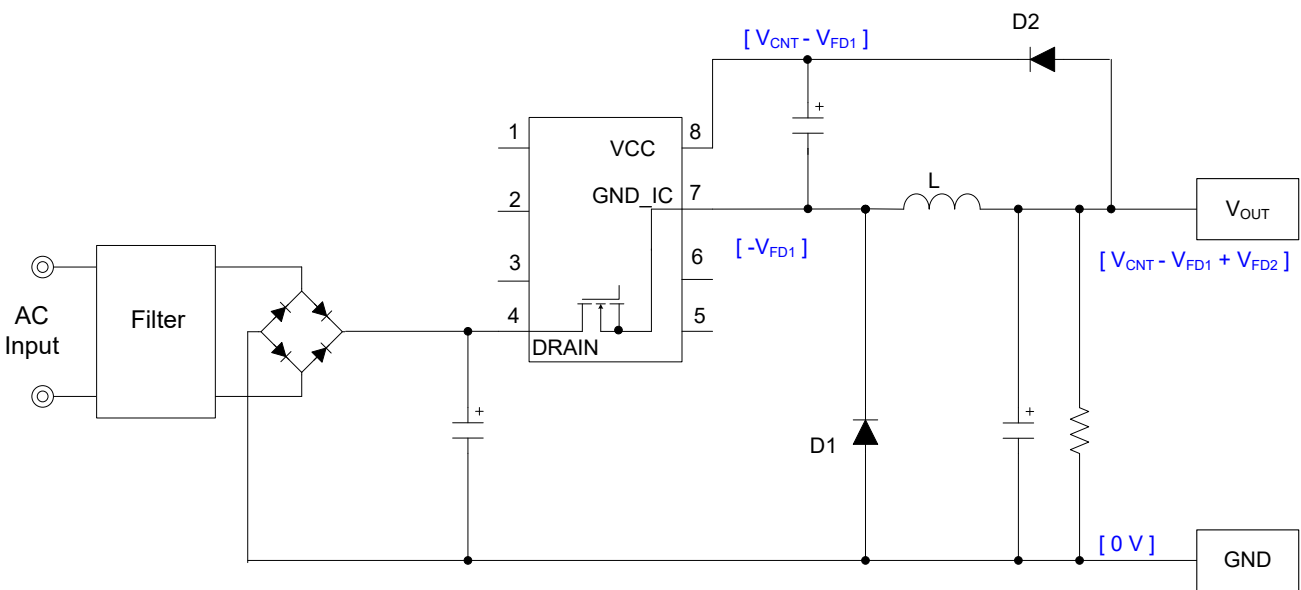 D2
[ VCNT - VFD1 ]
+
1
8
VCC
2
GND_IC
7
L
VOUT
[ -VFD1 ]
[ VCNT - VFD1 + VFD2 ]
3
6
AC
Input
Filter
4
5
DRAIN
+
D1
+
[ 0 V ]
GND